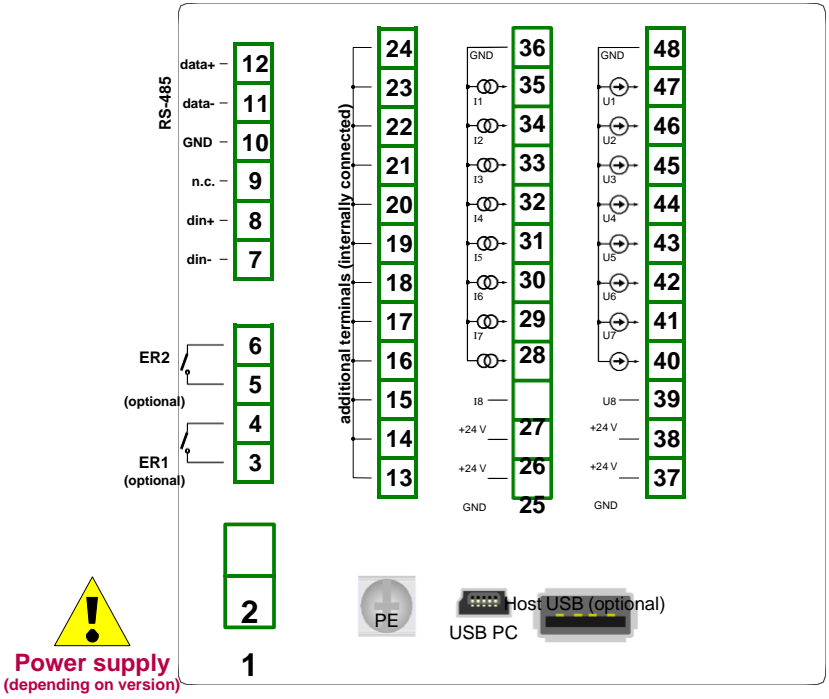 RS-485
data+
12
data-
11
GND
10
n.c.
9
din+
8
din-
7
ER2
6
5
(optional)
4
ER1
3
(optional)
2
1
Power supply
(depending on version)
additional terminals (internally connected)
24
23
22
21
20
19
18
17
16
15
14
13
GND
36
I1
35
I2
34
I3
33
I4
32
I5
31
I6
30
I7
29
28
I8
+24 V
27
+24 V
26
GND
25
GND
48
U1
47
U2
46
U3
45
U4
44
U5
43
U6
42
U7
41
40
U8
39
+24 V
38
+24 V
37
GND
PE
USB PC
Host USB (optional)